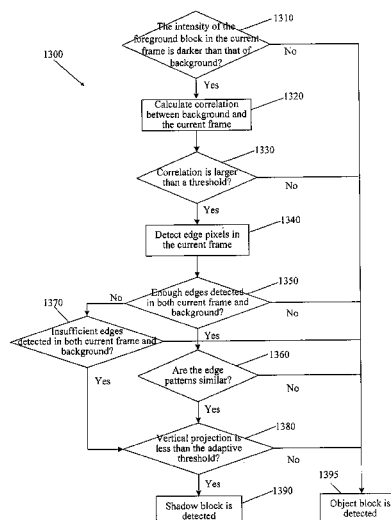 1310
The intensity of the
foreground block in the current
frame is darker than that of
background?
No
1300
Yes
1320
Calculate correlation
between background and
the current frame
1330
Correlation is larger
than a threshold?
No
Yes
1340
Detect edge pixels in
the current frame
1350
1370
No
Enough edges detected
in both current frame and
background?
No
Insufficient edges
detected in both current frame and
background?
Yes
1360
Are the edge
patterns similar?
No
Yes
Yes
1380
Vertical projection is
less than the adaptive
threshold?
No
Yes
1390
1395
Shadow block is
detected
Object block is
detected